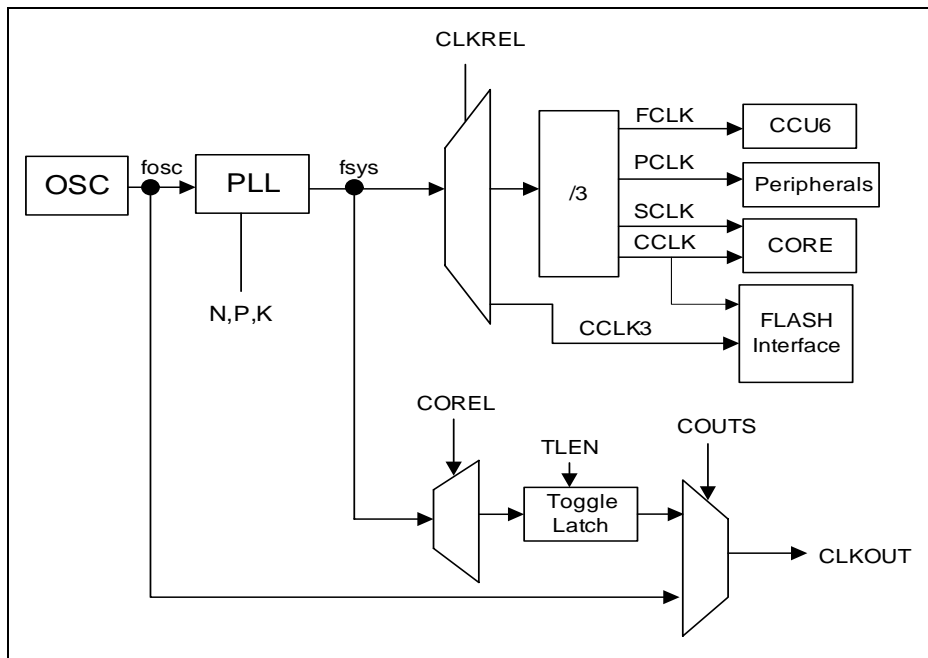 CLKREL
FCLK
CCU6
fosc
fsys
PCLK
OSC
PLL
/3
Peripherals
SCLK
CORE
CCLK
N,P,K
CCLK3
FLASH
Interface
COREL
COUTS
TLEN
Toggle
Latch
CLKOUT